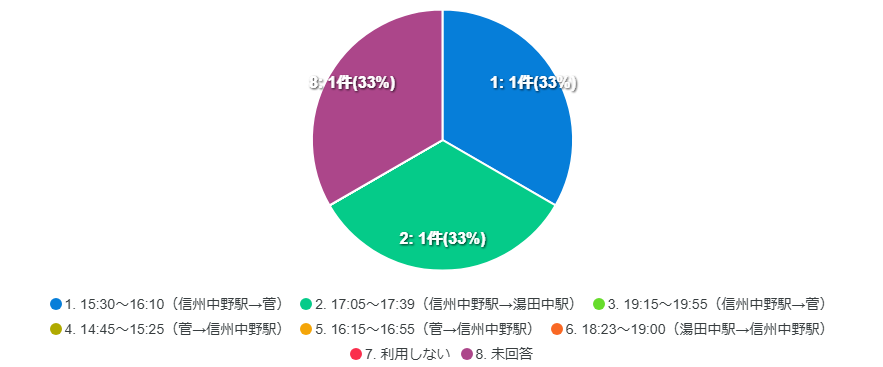 8: 1件(33%) 1: 1件(33%)
2: 1件(33%)
1. 15:30～16:10（信州中野駅→菅） 2. 17:05～17:39（信州中野駅→湯田中駅） 3. 19:15～19:55（信州中野駅→菅）
4. 14:45～15:25（菅→信州中野駅） 5. 16:15～16:55（菅→信州中野駅） 6. 18:23～19:00（湯田中駅→信州中野駅）
7. 利用しない 8. 未回答